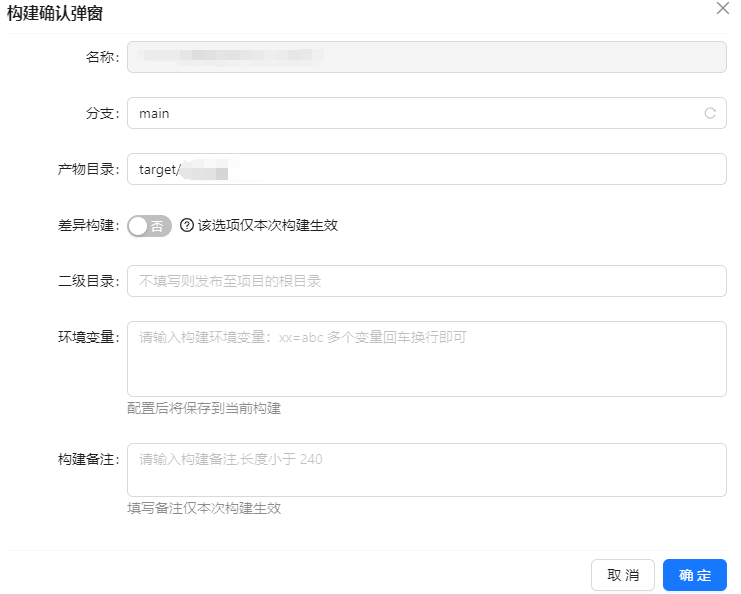 构建确认弹窗
名称:
分支: main
产物目录: target/
差异构建: 否 该选项仅本次构建生效
二级目录: 不填写则发布至项目的根目录
环境变量: 请输入构建环境变量：xx=abc 多个变量回车换行即可
配置后将保存到当前构建
构建备注: 请输入构建备注,长度小于 240
填写备注仅本次构建生效
取 消 确 定